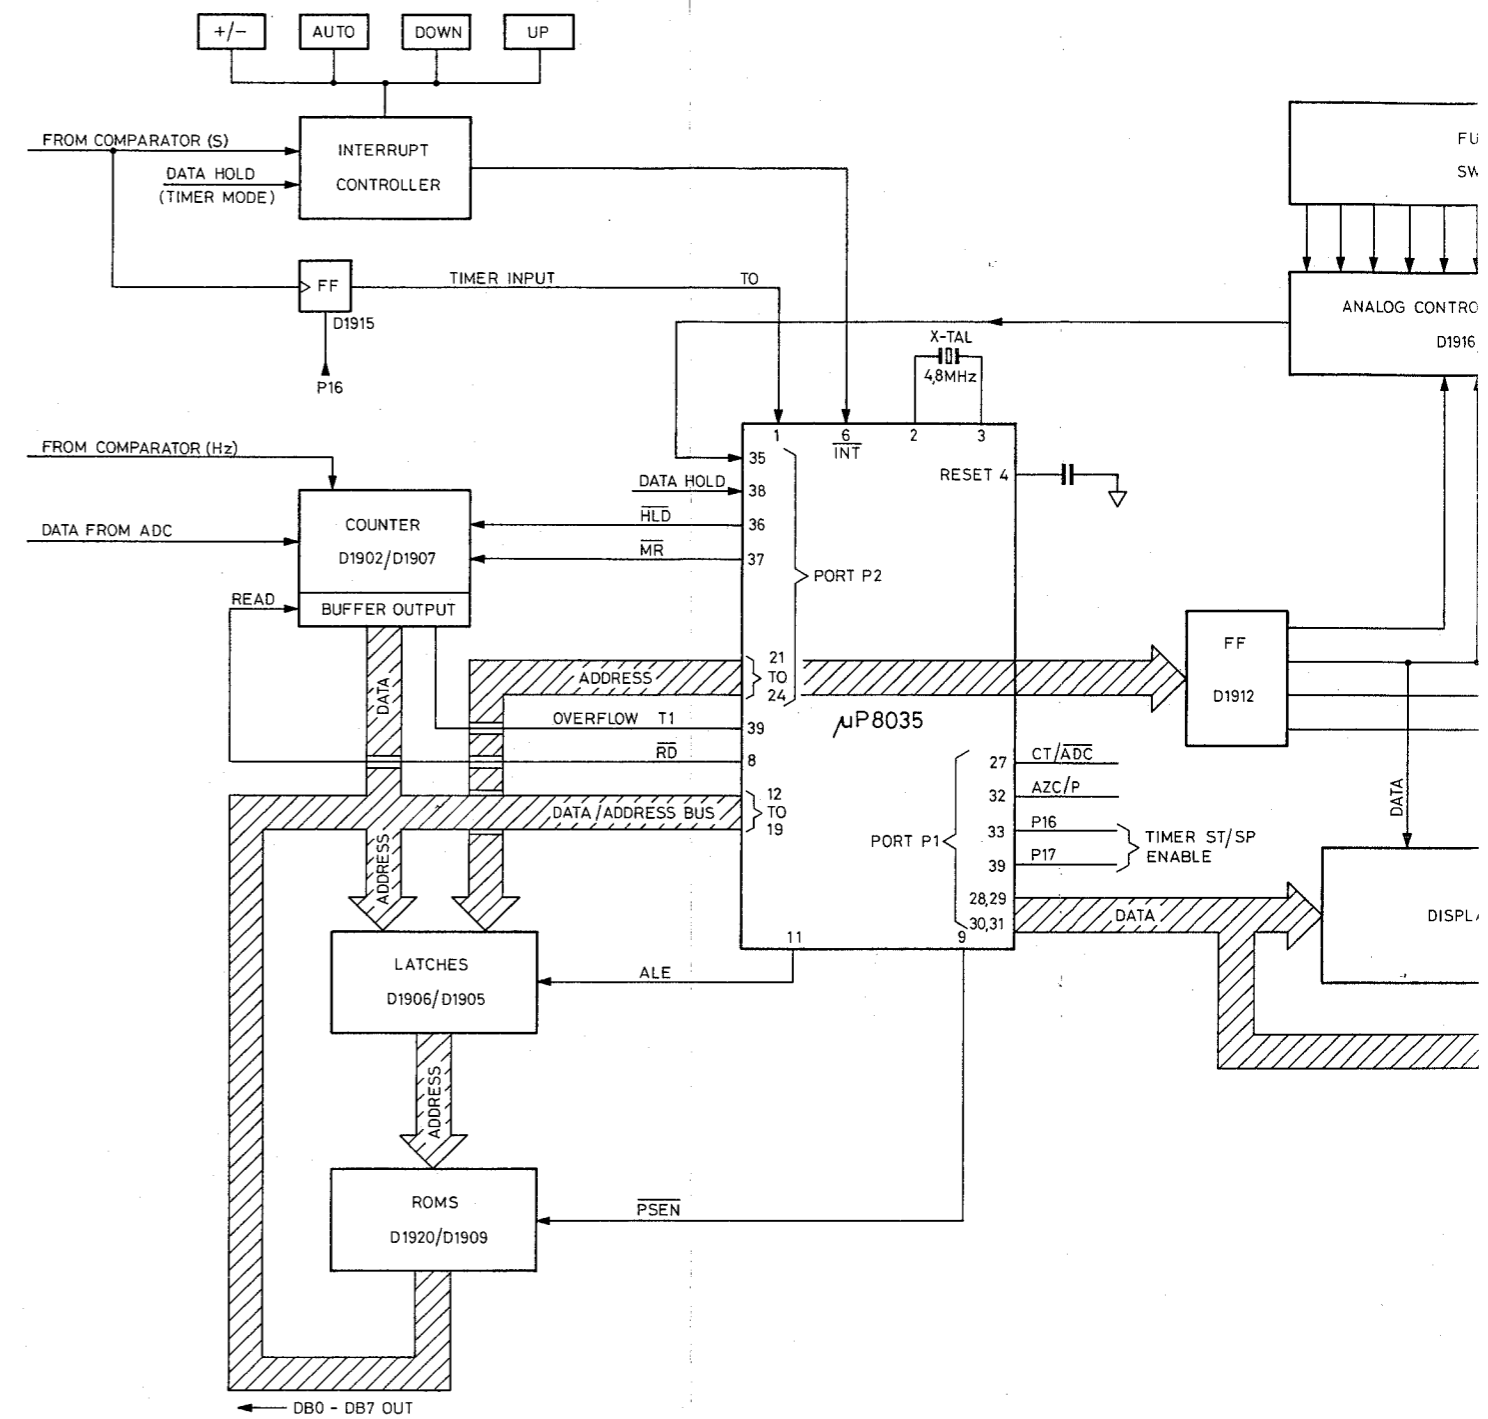 +/−
AUTO
DOWN
UP
FROM COMPARATOR (S)
DATA HOLD
(TIMER MODE)
INTERRUPT
CONTROLLER
FU
SW
FF
D1915
P16
TIMER INPUT
TO
ANALOG CONTRO
D1916
X-TAL
4,8MHz
FROM COMPARATOR (Hz)
DATA FROM ADC
COUNTER
D1902/D1907
BUFFER OUTPUT
READ
1
6
INT
2
3
35
DATA HOLD
38
HLD
36
MR
37
PORT P2
RESET 4
DATA
ADDRESS
21
TO
24
OVERFLOW T1
39
RD
8
µP8035
FF
D1912
12
TO
19
DATA/ADDRESS BUS
ADDRESS
27
CT/ADC
32
AZC/P
PORT P1
33
P16
39
P17
TIMER ST/SP
ENABLE
28,29
30,31
DATA
DATA
DISPLA
11
9
LATCHES
D1906/D1905
ALE
ADDRESS
ROMS
D1920/D1909
PSEN
DB0 - DB7 OUT